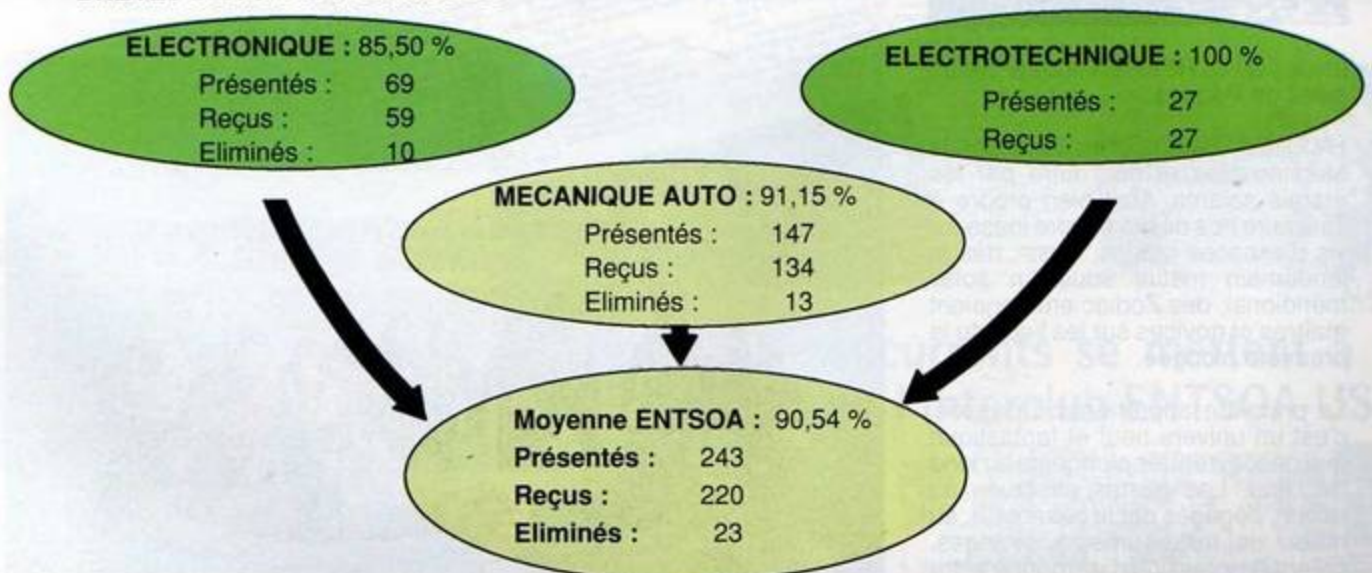 ELECTRONIQUE : 85,50 %
Présentés : 69
Reçus : 59
Eliminés : 10
ELECTROTECHNIQUE : 100 %
Présentés : 27
Reçus : 27
MECANIQUE AUTO : 91,15 %
Présentés : 147
Reçus : 134
Eliminés : 13
Moyenne ENTSOA : 90,54 %
Présentés : 243
Reçus : 220
Eliminés : 23